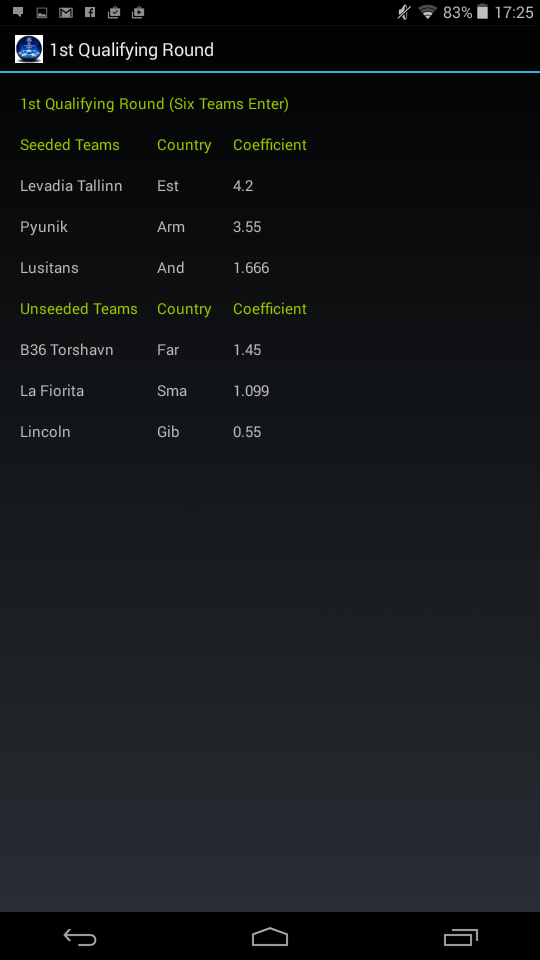 83% 17:25
1st Qualifying Round
1st Qualifying Round (Six Teams Enter)
Seeded Teams Country Coefficient
Levadia Tallinn Est 4.2
Pyunik Arm 3.55
Lusitans And 1.666
Unseeded Teams Country Coefficient
B36 Torshavn Far 1.45
La Fiorita Sma 1.099
Lincoln Gib 0.55